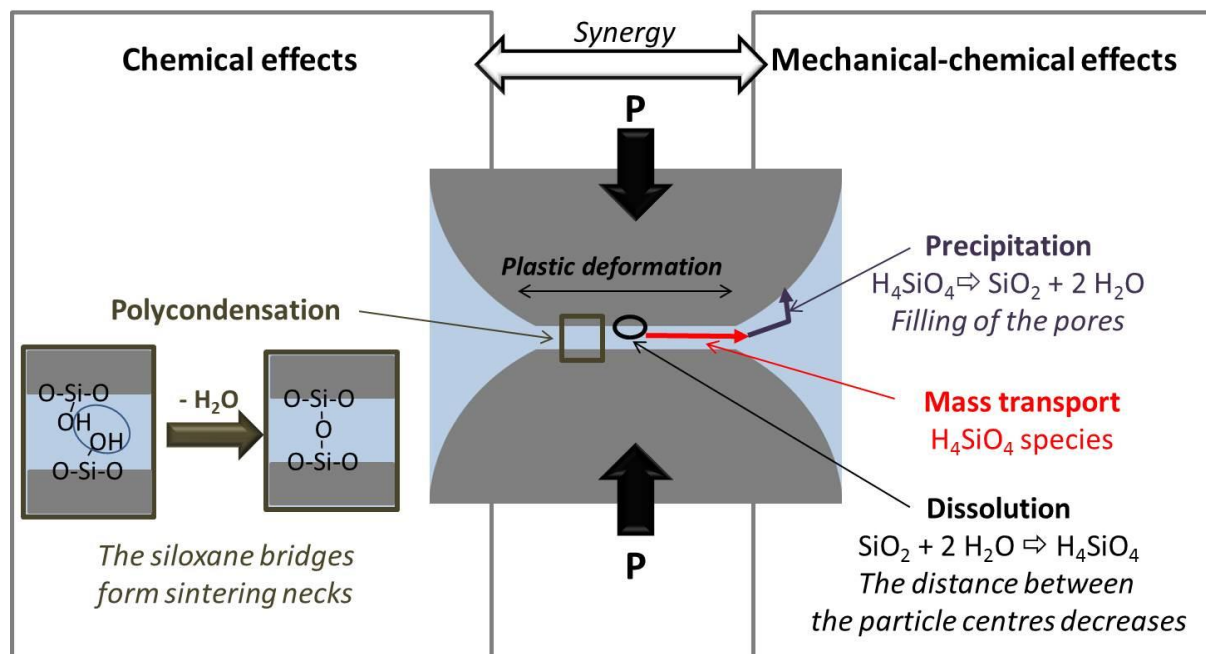 Synergy
Chemical effects
Mechanical-chemical effects
P
Plastic deformation
Polycondensation
O-Si-O
OH
OH
O-Si-O
- H₂O
O-Si-O
O
O-Si-O
The siloxane bridges
form sintering necks
P
Precipitation
H₄SiO₄⇨ SiO₂ + 2 H₂O
Filling of the pores
Mass transport
H₄SiO₄ species
Dissolution
SiO₂ + 2 H₂O ⇨ H₄SiO₄
The distance between
the particle centres decreases